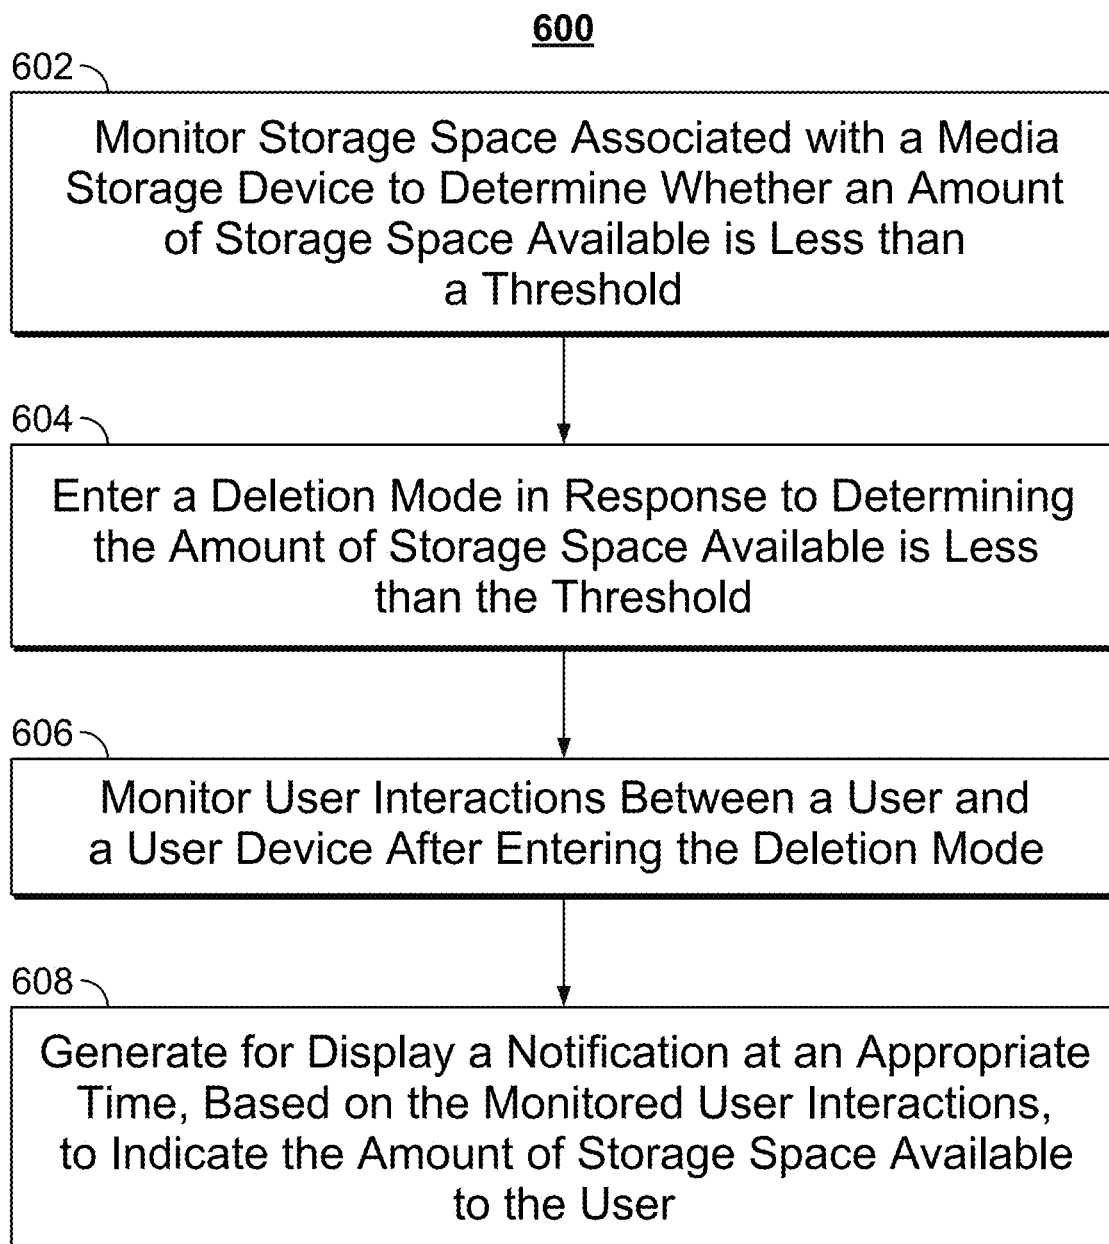 600
602
Monitor Storage Space Associated with a Media
Storage Device to Determine Whether an Amount
of Storage Space Available is Less than
a Threshold
604
Enter a Deletion Mode in Response to Determining
the Amount of Storage Space Available is Less
than the Threshold
606
Monitor User Interactions Between a User and
a User Device After Entering the Deletion Mode
608
Generate for Display a Notification at an Appropriate
Time, Based on the Monitored User Interactions,
to Indicate the Amount of Storage Space Available
to the User